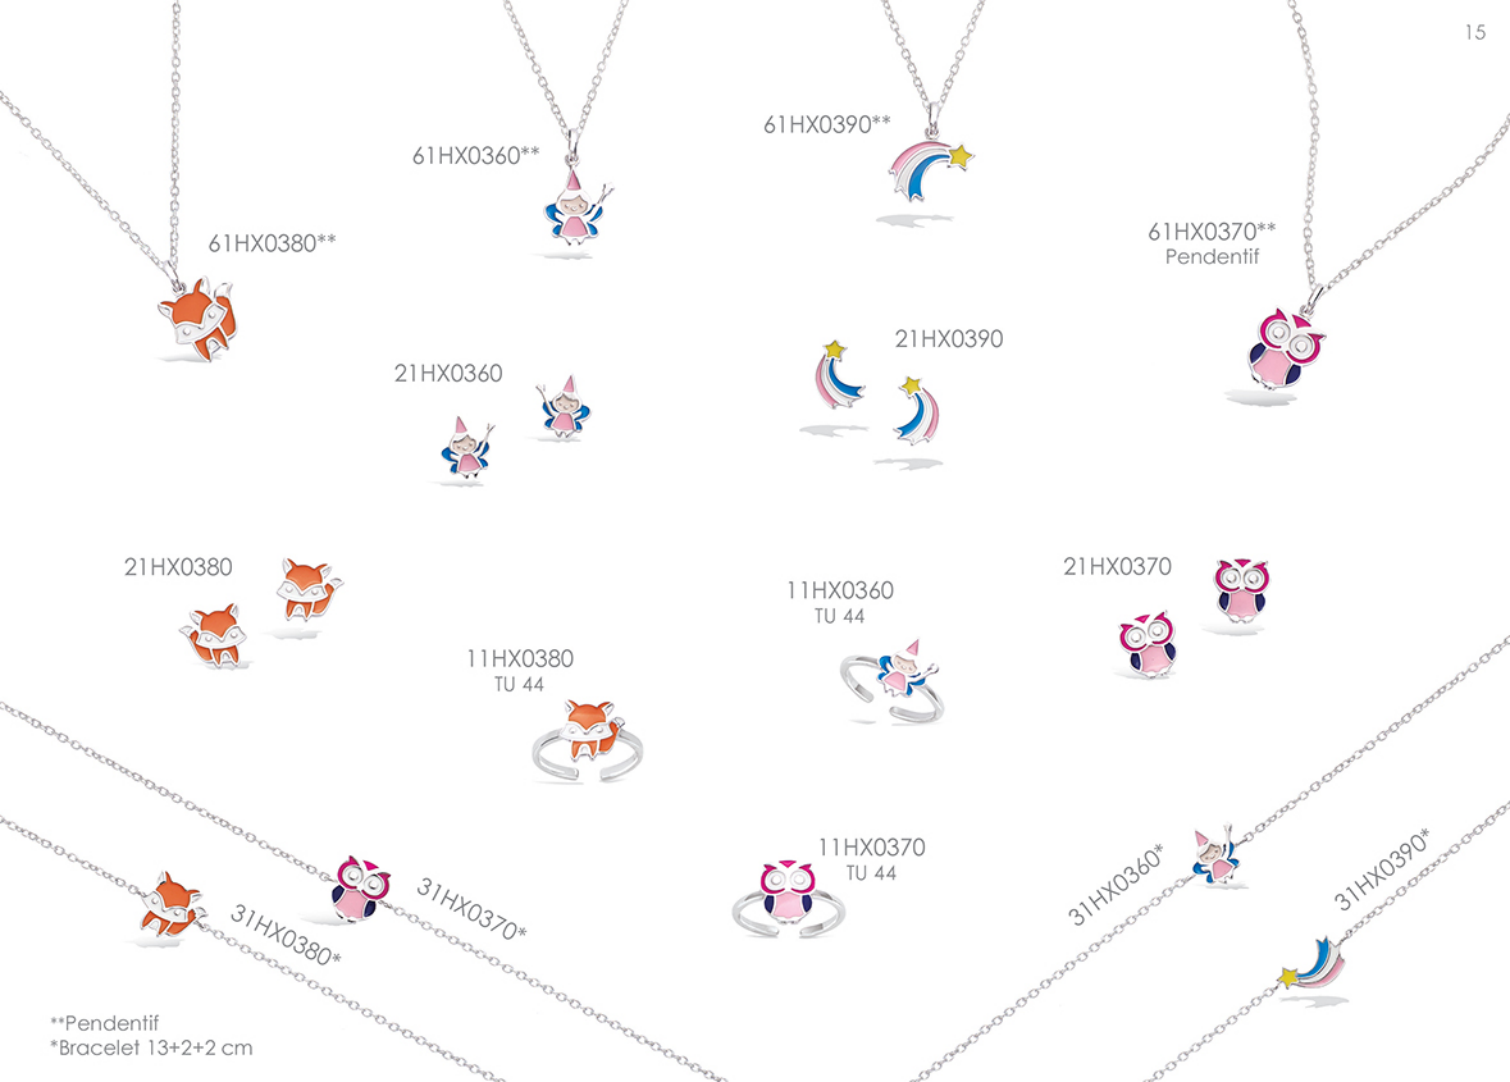 15
61HX0390**
61HX0360**
61HX0370**
Pendentif
61HX0380**
21HX0390
21HX0360
21HX0380
21HX0370
11HX0360
TU 44
11HX0380
TU 44
11HX0370
TU 44
31HX0360*
31HX0390*
31HX0370*
31HX0380*
**Pendentif
*Bracelet 13+2+2 cm